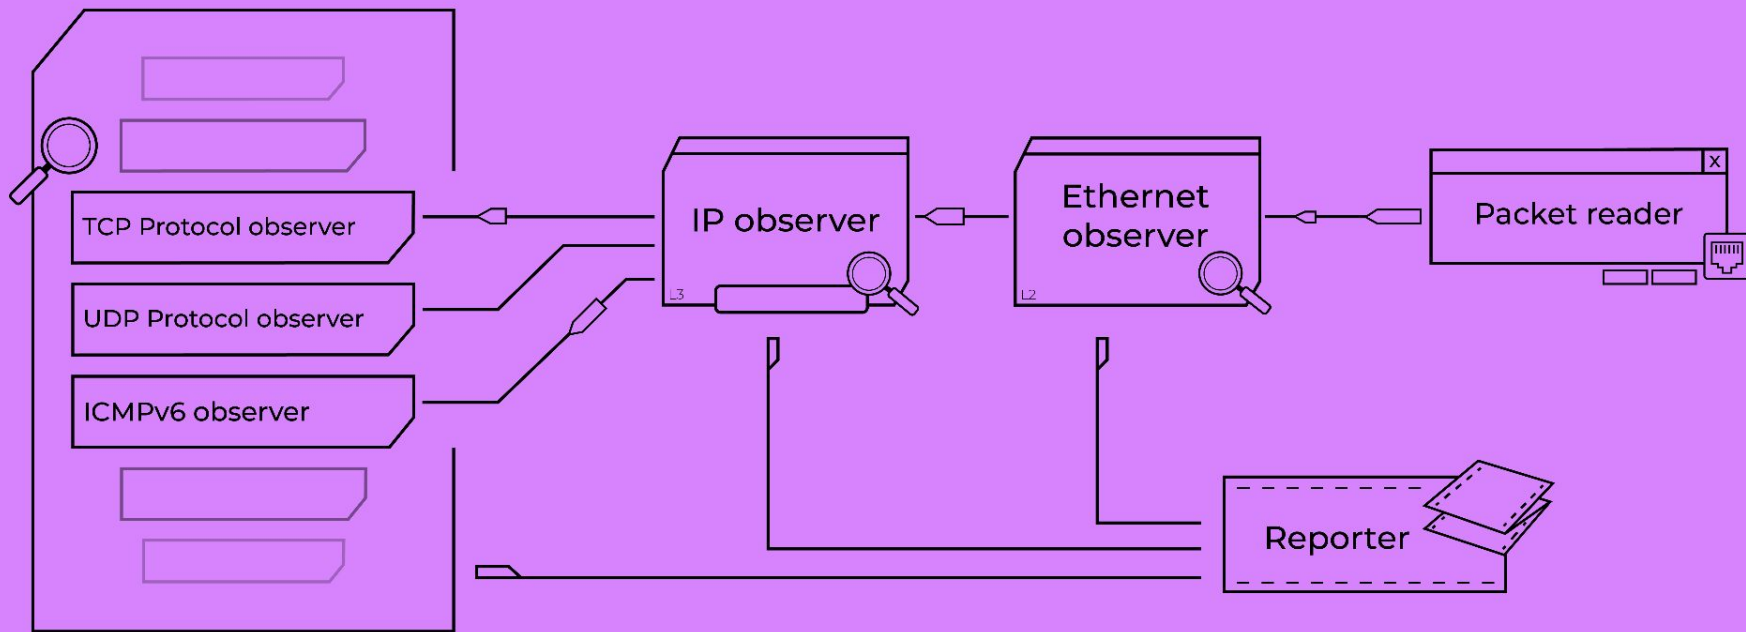 TCP Protocol observer
UDP Protocol observer
ICMPv6 observer
IP observer
L3
Ethernet
observer
L2
Packet reader
X
Reporter